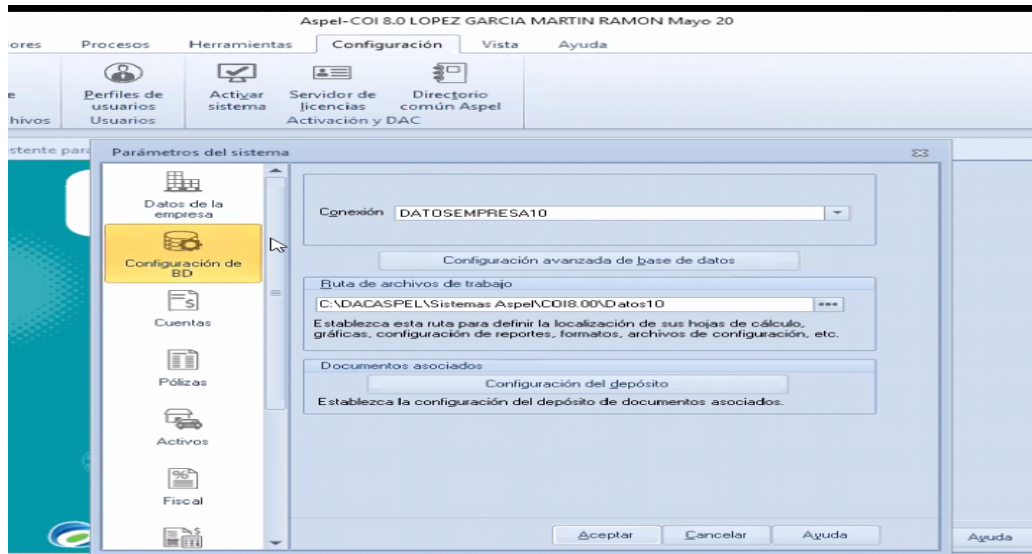 Aspel-COI 8.0 LOPEZ GARCIA MARTIN RAMON Mayo 20
ores Procesos Herramientas Configuración Vista Ayuda
e Perfiles de usuarios Activar sistema Servidor de licencias Directorio común Aspel
hivos Usuarios Activación y DAC
stente para
Parámetros del sistema
Datos de la
empresa
Configuración de
BD
Cuentas
Pólizas
Activos
Fiscal
Conexión DATOSEMPRESA10
Configuración avanzada de base de datos
Ruta de archivos de trabajo
C:\DACASPEL\Sistemas Aspel\COI8.00\Datos10
Establezca esta ruta para definir la localización de sus hojas de cálculo,
gráficas, configuración de reportes, formatos, archivos de configuración, etc.
Documentos asociados
Configuración del depósito
Establezca la configuración del depósito de documentos asociados.
Aceptar Cancelar Ayuda
Ayuda